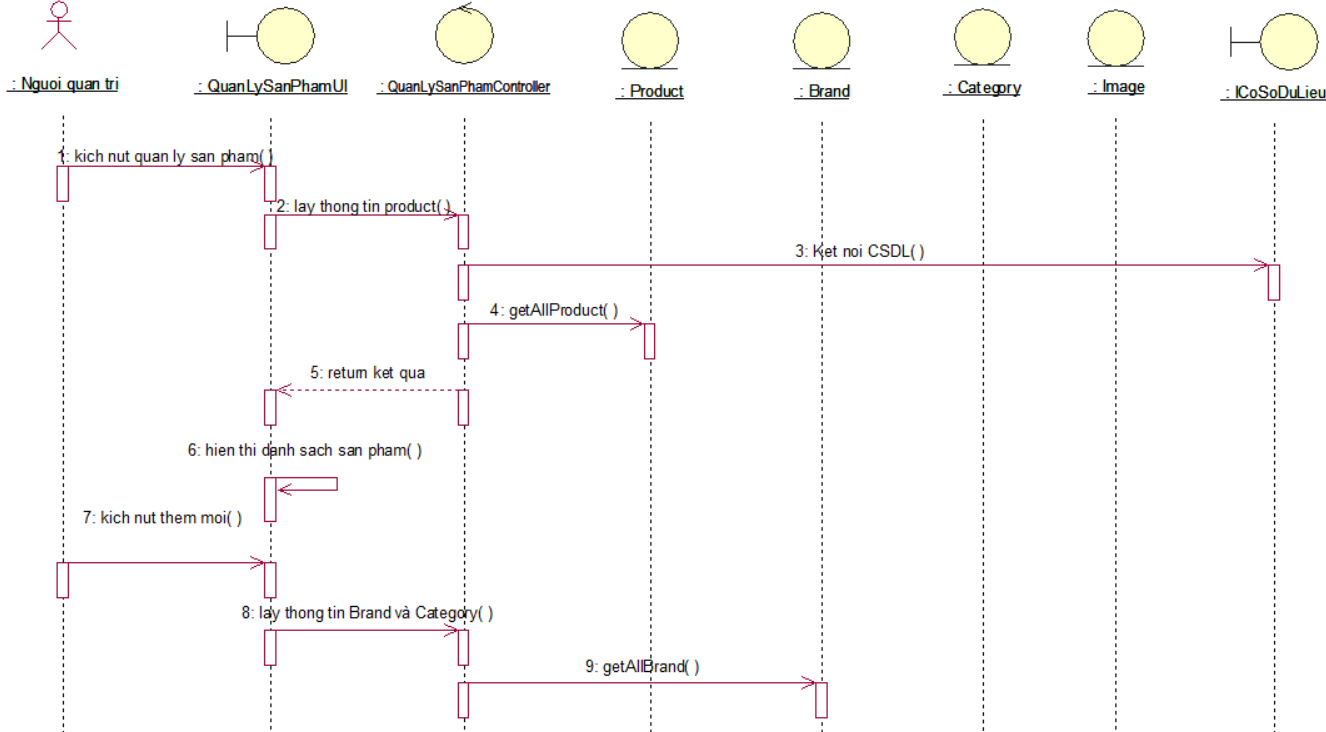 : Nguoi quan tri
: QuanLySanPhamUI
: QuanLySanPhamController
: Product
: Brand
: Category
: Image
: ICoSoDuLieu
1: kich nut quan ly san pham( )
2: lay thong tin product( )
3: Ket noi CSDL( )
4: getAllProduct( )
5: return ket qua
6: hien thi danh sach san pham( )
7: kich nut them moi( )
8: lay thong tin Brand và Category( )
9: getAllBrand( )